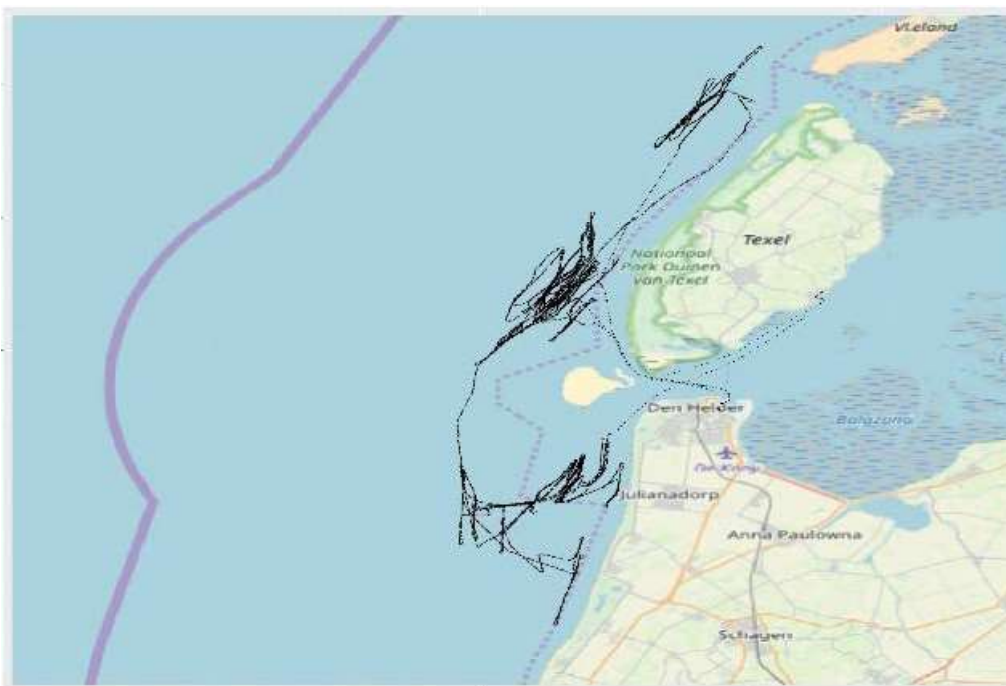 Vlieland
Texel
Nationaal
Park Duinen
van Texel
Den Helder
Balgzand
De Kooy
Julianadorp
Anna Paulowna
Schagen